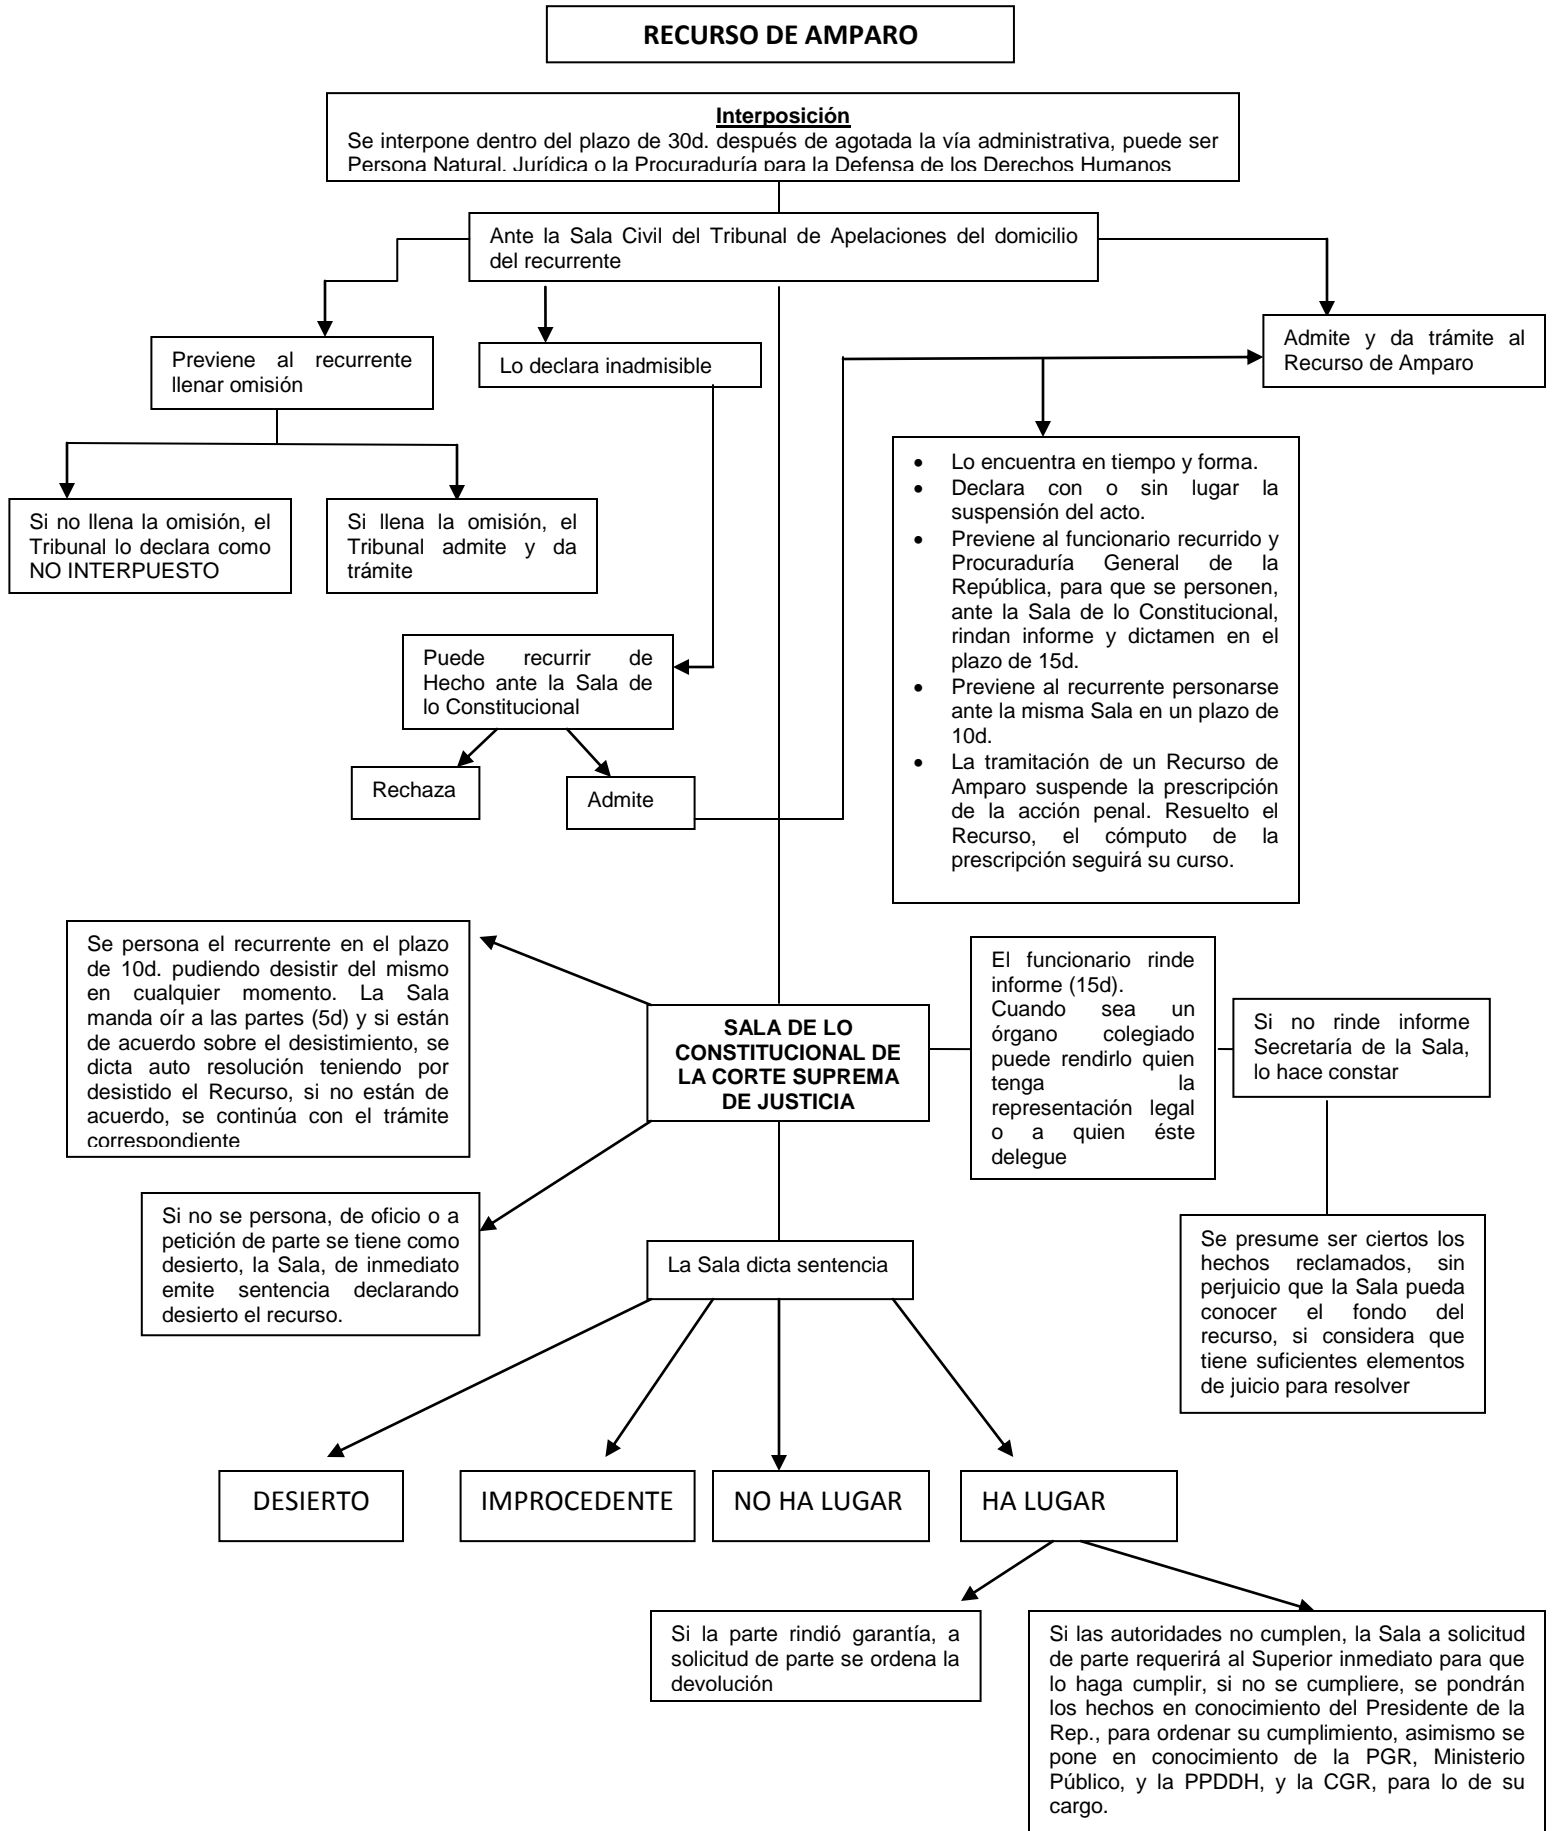 RECURSO DE AMPARO
Interposición
Se interpone dentro del plazo de 30d. después de agotada la vía administrativa, puede ser
Persona Natural, Jurídica o la Procuraduría para la Defensa de los Derechos Humanos
Ante la Sala Civil del Tribunal de Apelaciones del domicilio
del recurrente
Previene al recurrente
llenar omisión
Lo declara inadmisible
Admite y da trámite al
Recurso de Amparo
Si no llena la omisión, el
Tribunal lo declara como
NO INTERPUESTO
Si llena la omisión, el
Tribunal admite y da
trámite
• Lo encuentra en tiempo y forma.
• Declara con o sin lugar la
suspensión del acto.
• Previene al funcionario recurrido y
Procuraduría General de la
República, para que se personen,
ante la Sala de lo Constitucional,
rindan informe y dictamen en el
plazo de 15d.
• Previene al recurrente personarse
ante la misma Sala en un plazo de
10d.
• La tramitación de un Recurso de
Amparo suspende la prescripción
de la acción penal. Resuelto el
Recurso, el cómputo de la
prescripción seguirá su curso.
Puede recurrir de
Hecho ante la Sala de
lo Constitucional
Rechaza
Admite
Se persona el recurrente en el plazo
de 10d. pudiendo desistir del mismo
en cualquier momento. La Sala
manda oír a las partes (5d) y si están
de acuerdo sobre el desistimiento, se
dicta auto resolución teniendo por
desistido el Recurso, si no están de
acuerdo, se continúa con el trámite
correspondiente
SALA DE LO
CONSTITUCIONAL DE
LA CORTE SUPREMA
DE JUSTICIA
El funcionario rinde
informe (15d).
Cuando sea un
órgano colegiado
puede rendirlo quien
tenga la
representación legal
o a quien éste
delegue
Si no rinde informe
Secretaría de la Sala,
lo hace constar
Si no se persona, de oficio o a
petición de parte se tiene como
desierto, la Sala, de inmediato
emite sentencia declarando
desierto el recurso.
La Sala dicta sentencia
Se presume ser ciertos los
hechos reclamados, sin
perjuicio que la Sala pueda
conocer el fondo del
recurso, si considera que
tiene suficientes elementos
de juicio para resolver
DESIERTO
IMPROCEDENTE
NO HA LUGAR
HA LUGAR
Si la parte rindió garantía, a
solicitud de parte se ordena la
devolución
Si las autoridades no cumplen, la Sala a solicitud
de parte requerirá al Superior inmediato para que
lo haga cumplir, si no se cumpliere, se pondrán
los hechos en conocimiento del Presidente de la
Rep., para ordenar su cumplimiento, asimismo se
pone en conocimiento de la PGR, Ministerio
Público, y la PPDDH, y la CGR, para lo de su
cargo.